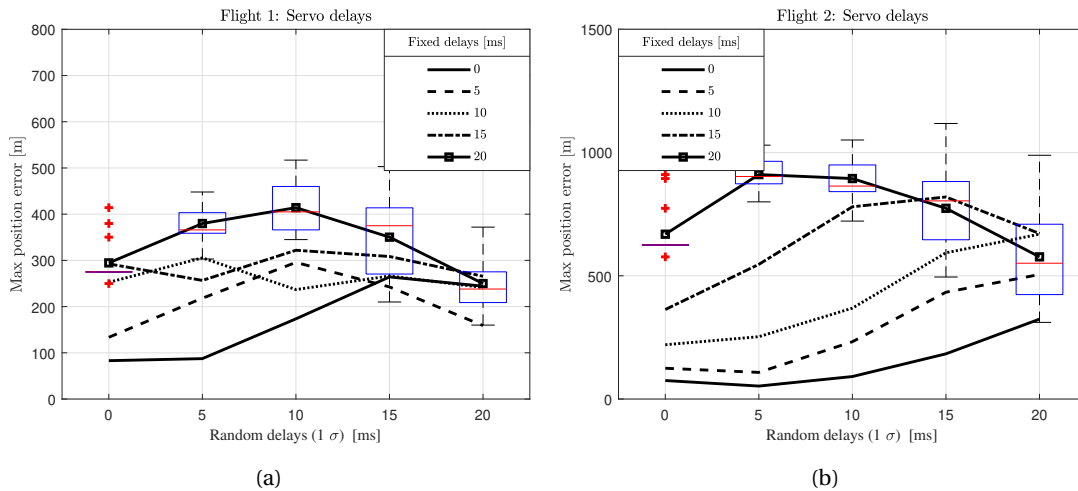 Flight 1: Servo delays
800
700
600
500
400
300
200
100
0
Max position error [m]
Fixed delays [ms]
0
5
10
15
20
0 5 10 15 20
Random delays (1 σ) [ms]
(a)
Flight 2: Servo delays
1500
1000
500
0
Max position error [m]
Fixed delays [ms]
0
5
10
15
20
0 5 10 15 20
Random delays (1 σ) [ms]
(b)